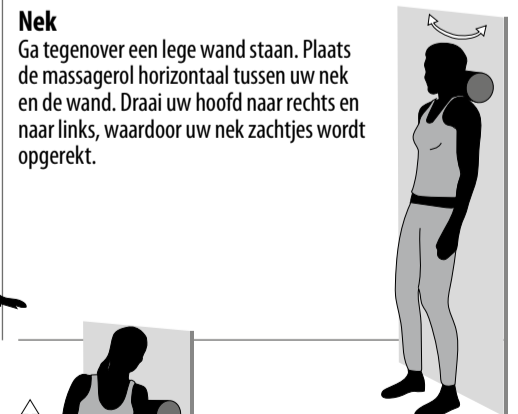 Nek
Ga tegenover een lege wand staan. Plaats
de massagerol horizontaal tussen uw nek
en de wand. Draai uw hoofd naar rechts en
naar links, waardoor uw nek zachtjes wordt
opgerekt.